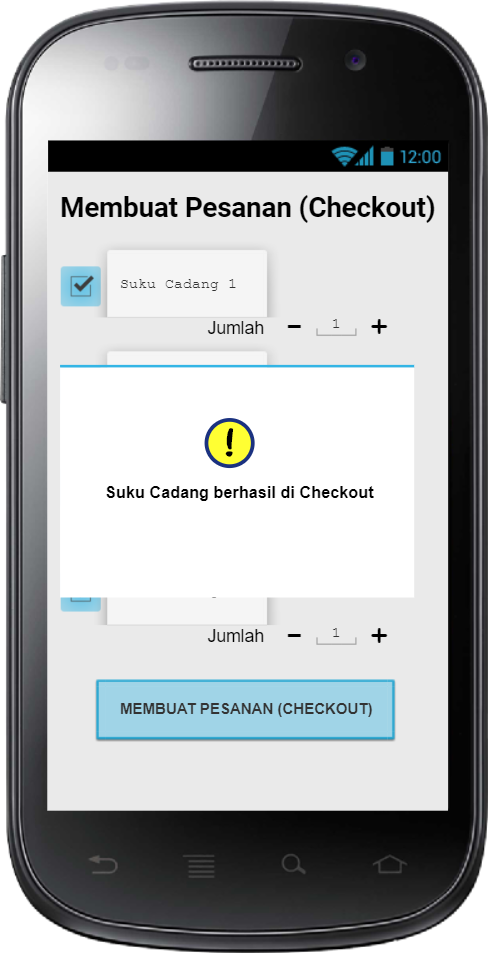 12:00
Membuat Pesanan (Checkout)
Suku Cadang 1
Jumlah − 1 +
!
Suku Cadang berhasil di Checkout
Jumlah − 1 +
MEMBUAT PESANAN (CHECKOUT)